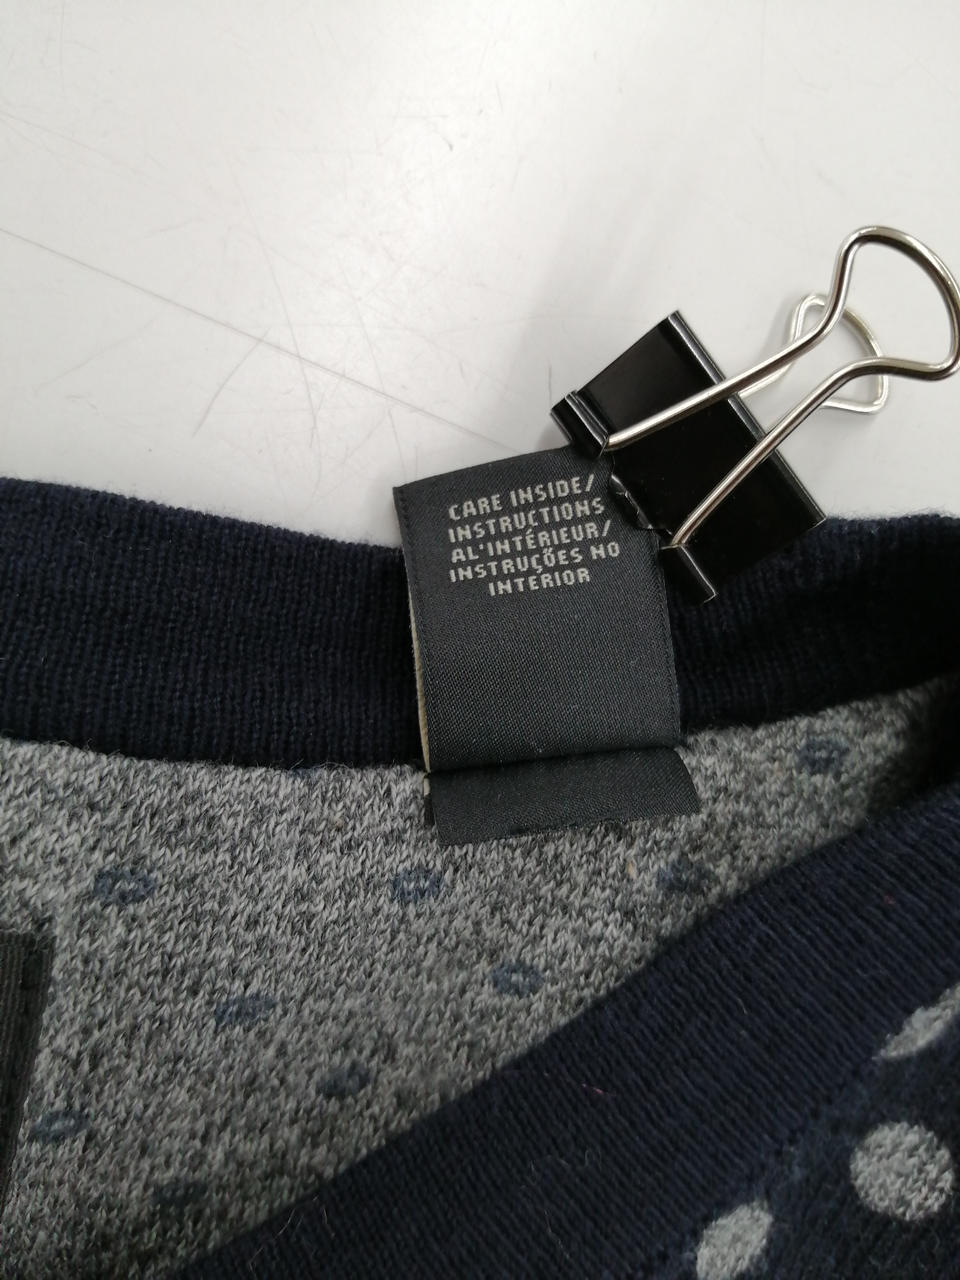 CARE INSIDE/
INSTRUCTIONS
AL'INTÉRIEUR/
INSTRUÇÕES NO
INTERIOR